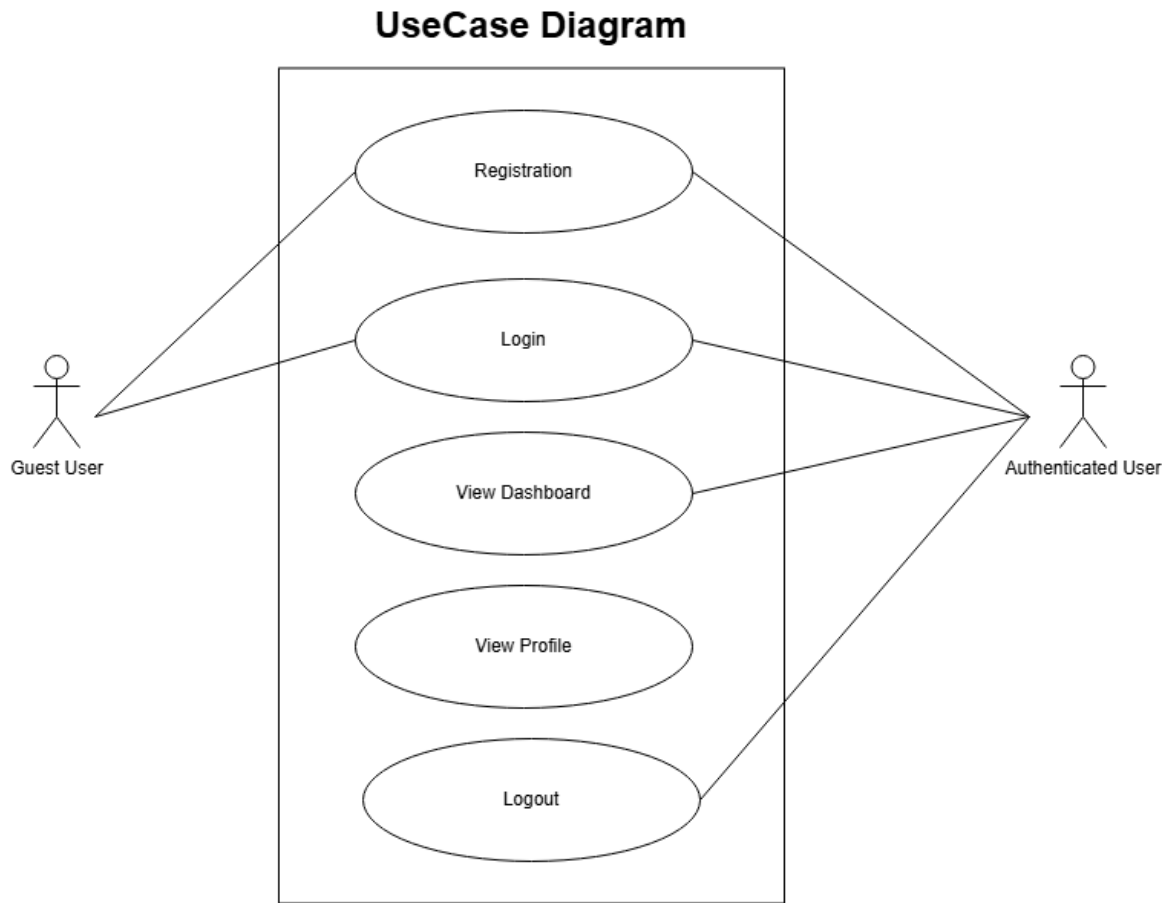 UseCase Diagram
Registration
Login
Guest User
Authenticated User
View Dashboard
View Profile
Logout